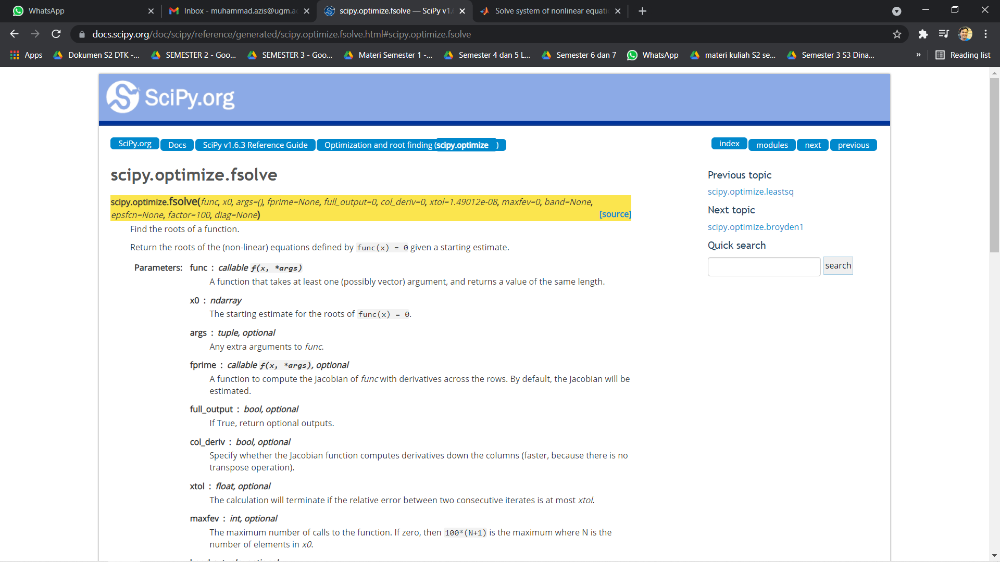 WhatsApp
Inbox - muhammad.azis@ugm.ac
scipy.optimize.fsolve — SciPy v1.6
Solve system of nonlinear equati
docs.scipy.org/doc/scipy/reference/generated/scipy.optimize.fsolve.html#scipy.optimize.fsolve
Apps Dokumen S2 DTK -... SEMESTER 2 - Goo... SEMESTER 3 - Goo... Materi Semester 1 -... Semester 4 dan 5 L... Semester 6 dan 7 WhatsApp materi kuliah S2 se... Semester 3 S3 Dina... » Reading list
SciPy.org
SciPy.org Docs SciPy v1.6.3 Reference Guide Optimization and root finding (scipy.optimize )
index modules next previous
scipy.optimize.fsolve
scipy.optimize.fsolve(func, x0, args=(), fprime=None, full_output=0, col_deriv=0, xtol=1.49012e-08, maxfev=0, band=None,
epsfcn=None, factor=100, diag=None) [source]
Find the roots of a function.
Return the roots of the (non-linear) equations defined by func(x) = 0 given a starting estimate.
Parameters: func : callable f(x, *args)
A function that takes at least one (possibly vector) argument, and returns a value of the same length.
x0 : ndarray
The starting estimate for the roots of func(x) = 0.
args : tuple, optional
Any extra arguments to func.
fprime : callable f(x, *args), optional
A function to compute the Jacobian of func with derivatives across the rows. By default, the Jacobian will be
estimated.
full_output : bool, optional
If True, return optional outputs.
col_deriv : bool, optional
Specify whether the Jacobian function computes derivatives down the columns (faster, because there is no
transpose operation).
xtol : float, optional
The calculation will terminate if the relative error between two consecutive iterates is at most xtol.
maxfev : int, optional
The maximum number of calls to the function. If zero, then 100*(N+1) is the maximum where N is the
number of elements in x0.
Previous topic
scipy.optimize.leastsq
Next topic
scipy.optimize.broyden1
Quick search
search